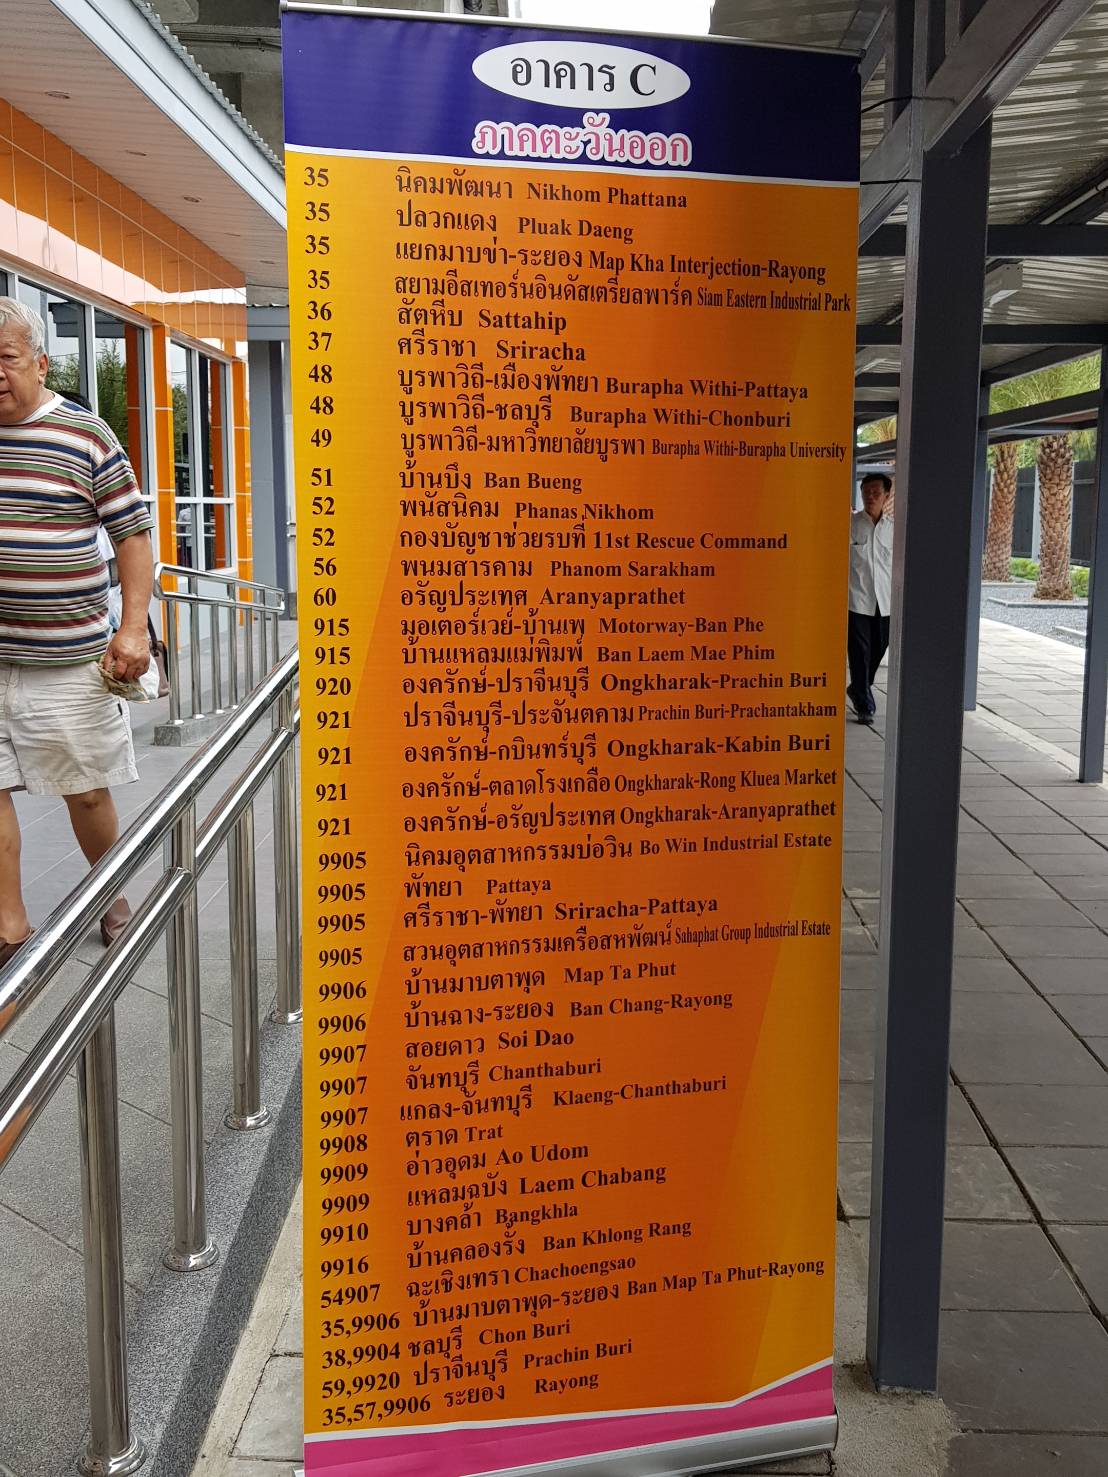 อาคาร C
ภาคตะวันออก
35 นิคมพัฒนา Nikhom Phattana
35 ปลวกแดง Pluak Daeng
35 แยกมาบข่า-ระยอง Map Kha Interjection-Rayong
35 สยามอีสเทอร์นอินดัสเตรียลพาร์ค Siam Eastern Industrial Park
36 สัตหีบ Sattahip
37 ศรีราชา Sriracha
48 บูรพาวิถี-เมืองพัทยา Burapha Withi-Pattaya
48 บูรพาวิถี-ชลบุรี Burapha Withi-Chonburi
49 บูรพาวิถี-มหาวิทยาลัยบูรพา Burapha Withi-Burapha University
51 บ้านบึง Ban Bueng
52 พนัสนิคม Phanas Nikhom
52 กองบัญชาช่วยรบที่ 11st Rescue Command
56 พนมสารคาม Phanom Sarakham
60 อรัญประเทศ Aranyaprathet
915 มอเตอร์เวย์-บ้านเพ Motorway-Ban Phe
915 บ้านแหลมแม่พิมพ์ Ban Laem Mae Phim
920 องครักษ์-ปราจีนบุรี Ongkharak-Prachin Buri
921 ปราจีนบุรี-ประจันตคาม Prachin Buri-Prachantakham
921 องครักษ์-กบินทร์บุรี Ongkharak-Kabin Buri
921 องครักษ์-ตลาดโรงเกลือ Ongkharak-Rong Kluea Market
921 องครักษ์-อรัญประเทศ Ongkharak-Aranyaprathet
9905 นิคมอุตสาหกรรมบ่อวิน Bo Win Industrial Estate
9905 พัทยา Pattaya
9905 ศรีราชา-พัทยา Sriracha-Pattaya
9905 สวนอุตสาหกรรมเครือสหพัฒน์ Sahaphat Group Industrial Estate
9906 บ้านมาบตาพุด Map Ta Phut
9906 บ้านฉาง-ระยอง Ban Chang-Rayong
9907 สอยดาว Soi Dao
9907 จันทบุรี Chanthaburi
9907 แกลง-จันทบุรี Klaeng-Chanthaburi
9908 ตราด Trat
9909 อ่าวอุดม Ao Udom
9909 แหลมฉบัง Laem Chabang
9910 บางคล้า Bangkhla
9916 บ้านคลองรั้ง Ban Khlong Rang
54907 ฉะเชิงเทรา Chachoengsao
35,9906 บ้านมาบตาพุด-ระยอง Ban Map Ta Phut-Rayong
38,9904 ชลบุรี Chon Buri
59,9920 ปราจีนบุรี Prachin Buri
35,57,9906 ระยอง Rayong